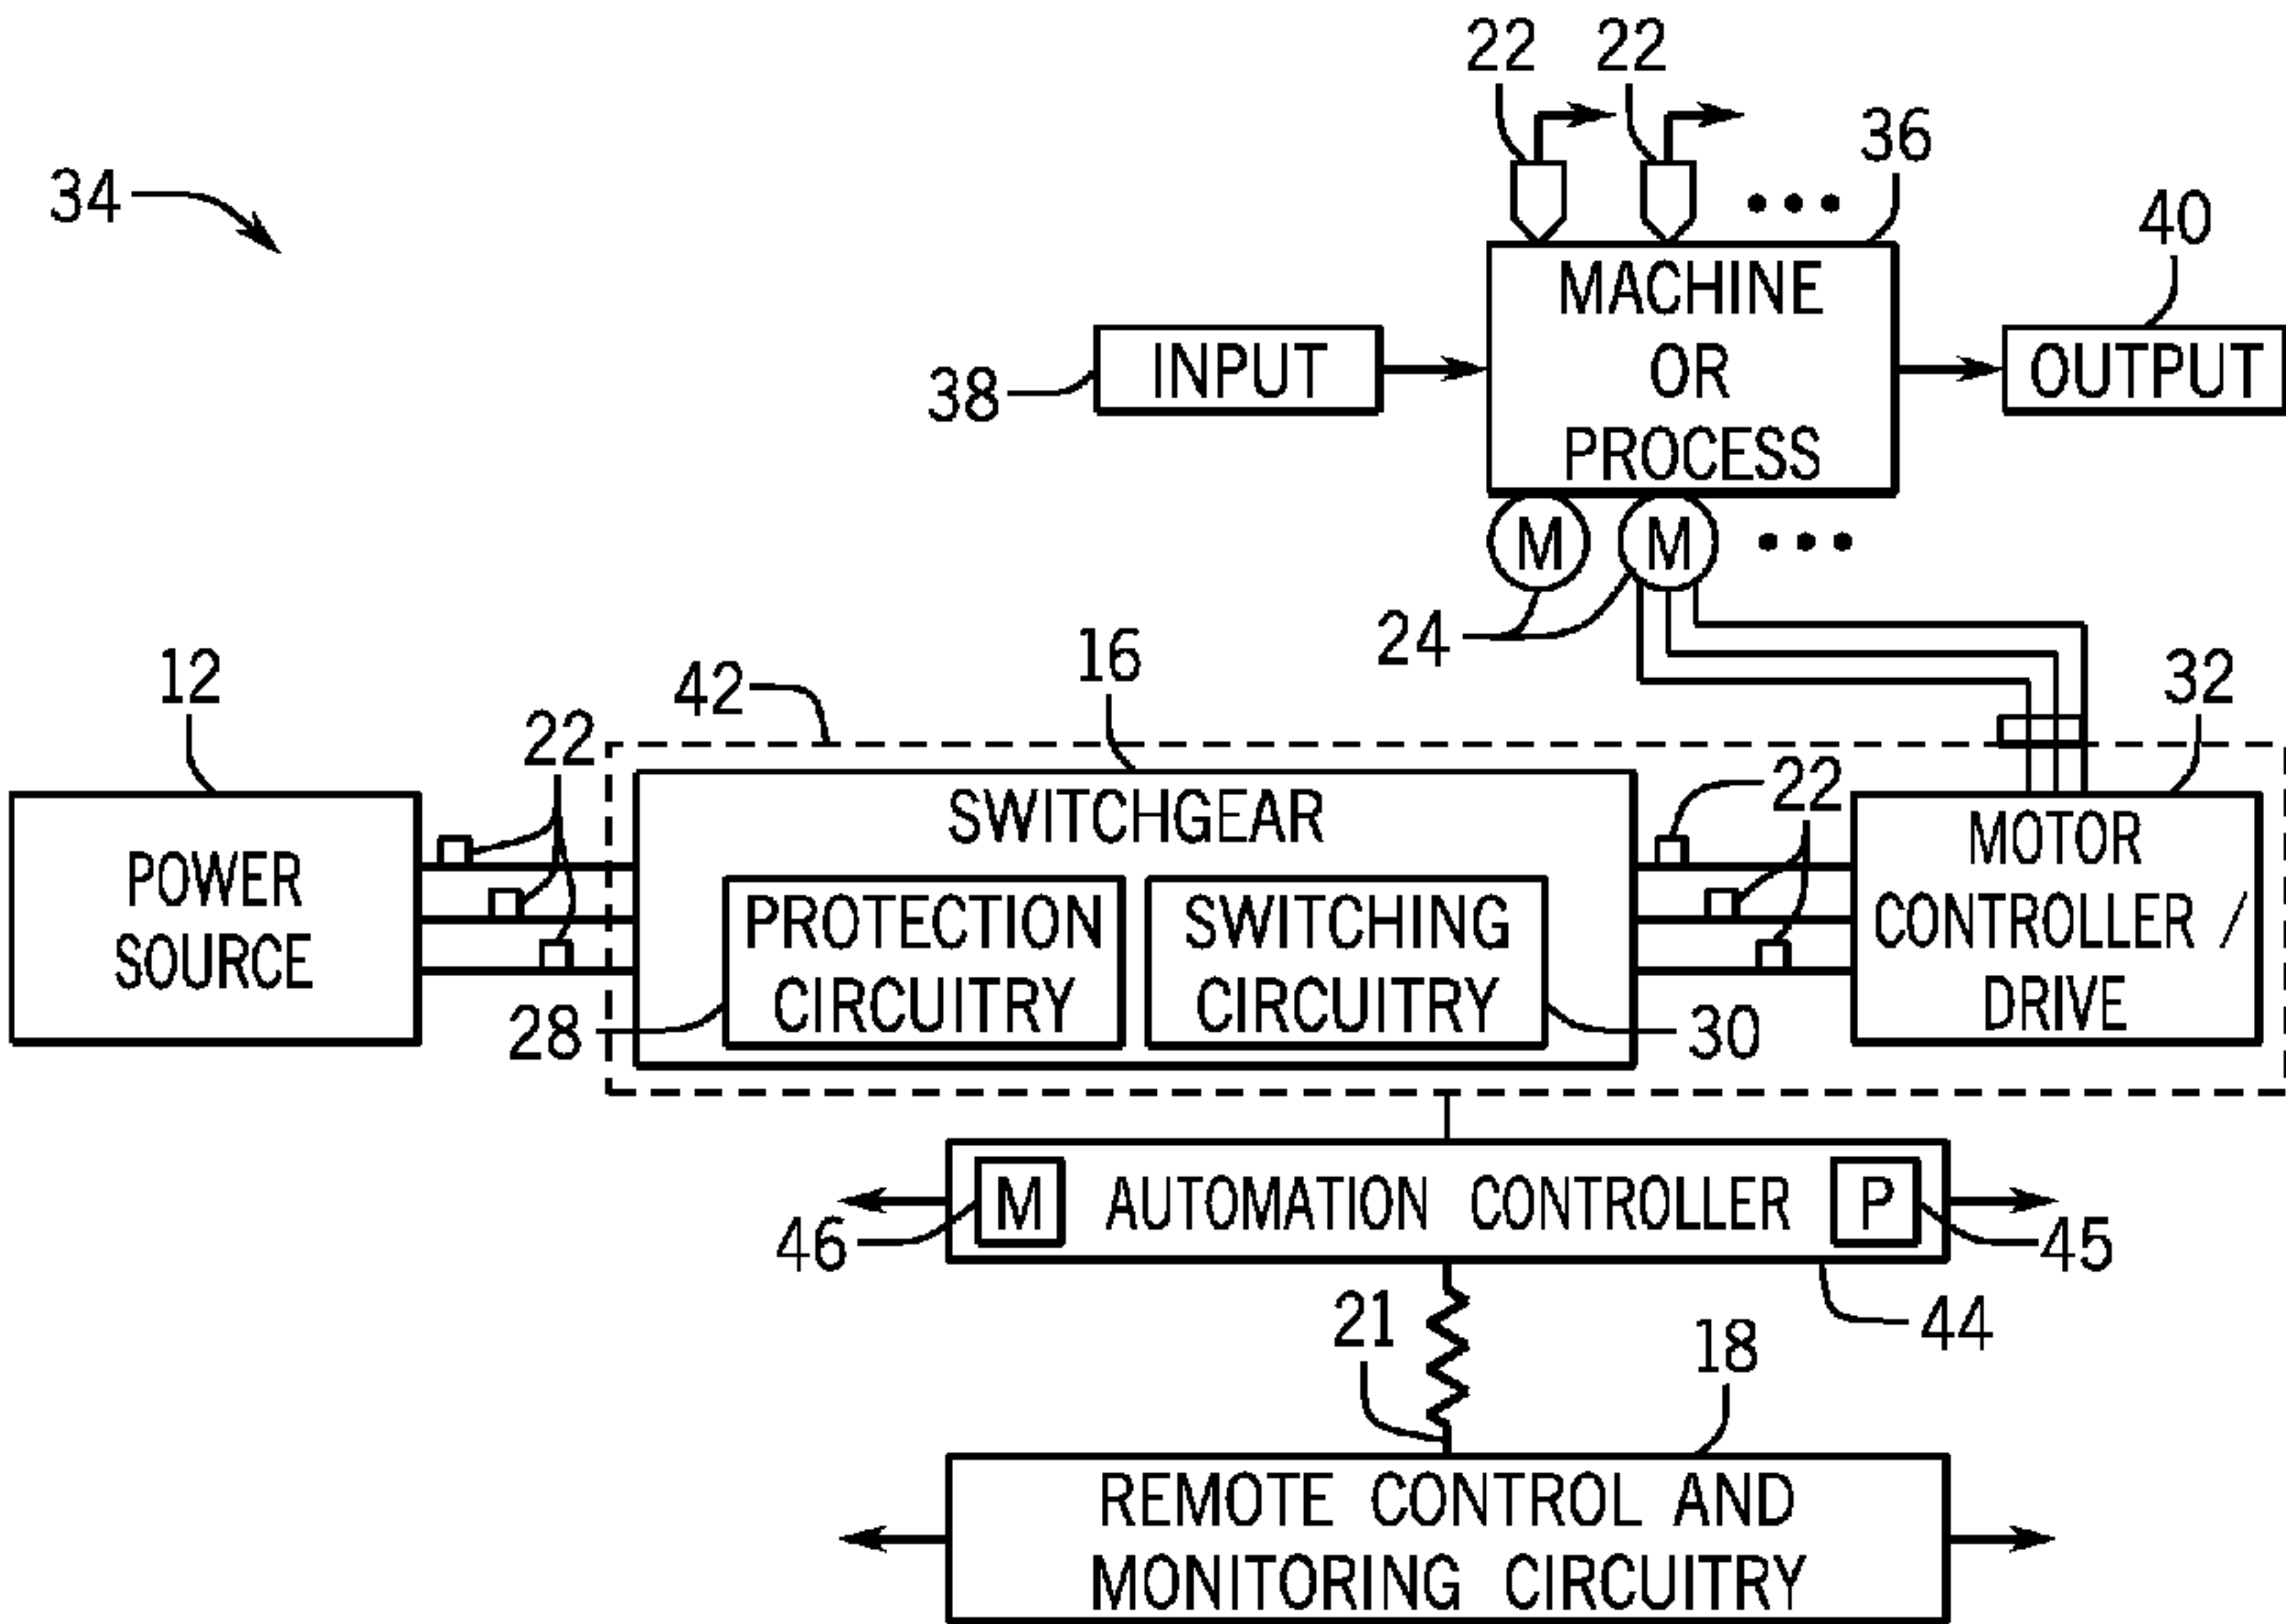 22 22
36
34
40
MACHINE
OR
PROCESS
INPUT
OUTPUT
38
M M
24
12
42
16
32
22
22
POWER
SOURCE
SWITCHGEAR
PROTECTION
CIRCUITRY
SWITCHING
CIRCUITRY
MOTOR
CONTROLLER /
DRIVE
28
30
M AUTOMATION CONTROLLER P
46
45
21
44
18
REMOTE CONTROL AND
MONITORING CIRCUITRY